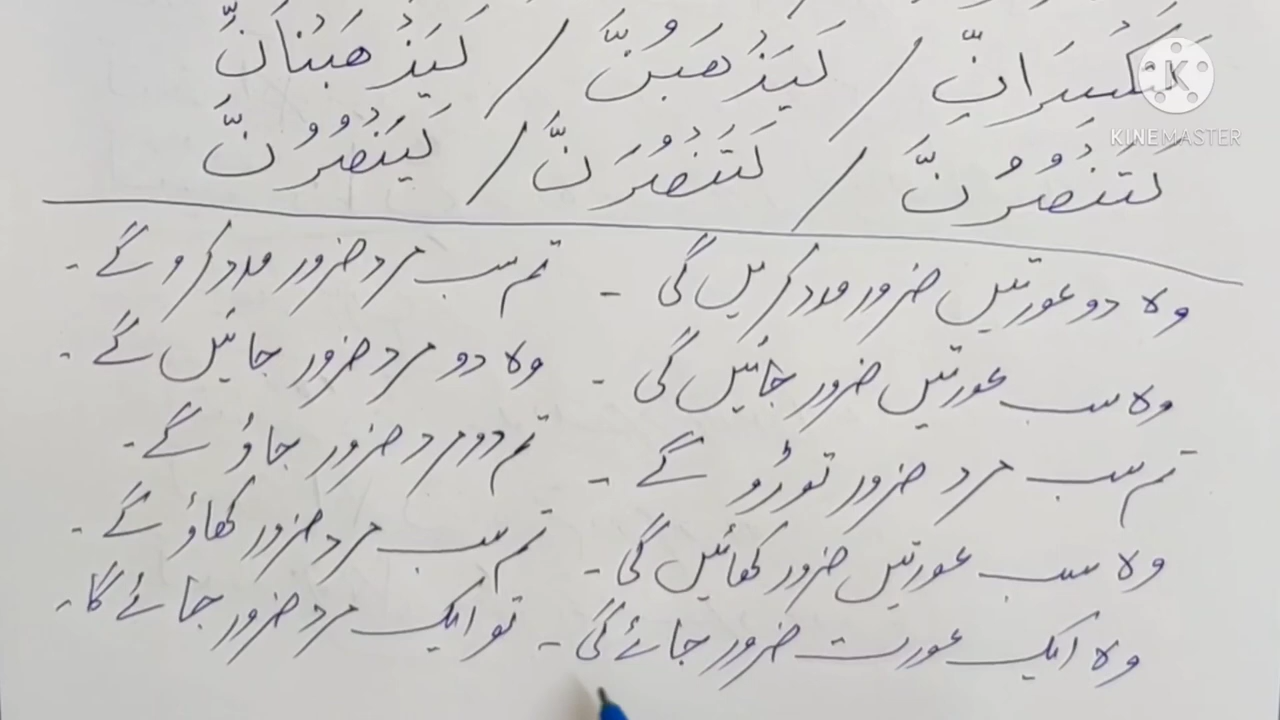 لَتَكْسِرَانِّ / لَيَذْهَبُنَّ / لَيَذْهَبْنَانِّ
KINEMASTER
لَتَنْصُرُنَّ / لَتَنْصُرَنَّ / لَيَنْصُرُنَّ
وہ دو عورتیں ضرور مدد کریں گی ۔ تم سب مرد ضرور مدد کرو گے ۔
وہ سب عورتیں ضرور جائیں گی ۔ وہ دو مرد ضرور جائیں گے ۔
تم سب مرد ضرور توڑو گے ۔ تم دو مرد ضرور جاؤ گے ۔
وہ سب عورتیں ضرور کھائیں گی ۔ تم سب مرد ضرور کھاؤ گے ۔
وہ ایک عورت ضرور جائے گی ۔ تو ایک مرد ضرور جائے گا ۔